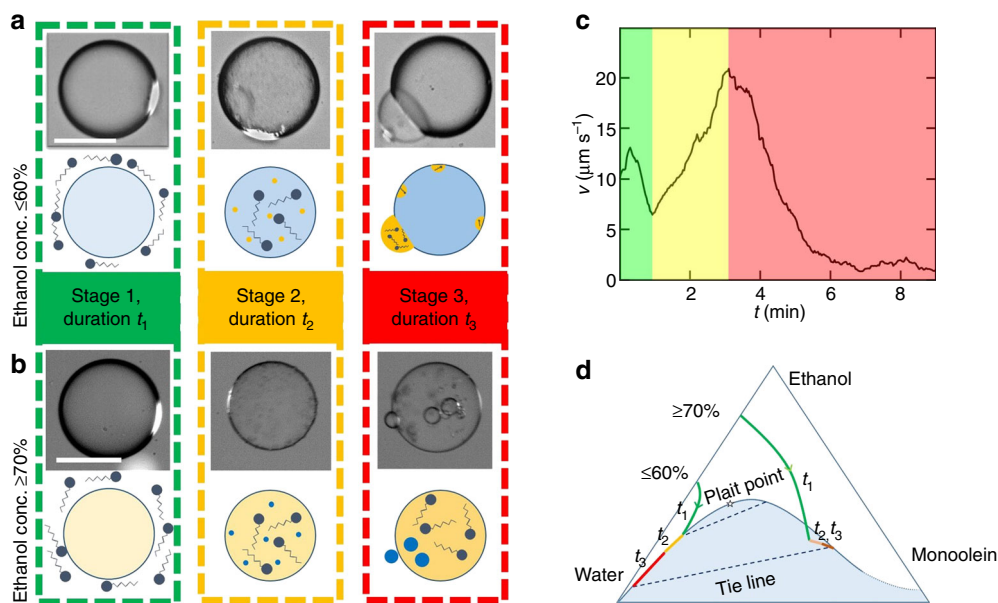 a
Ethanol conc. ≤60%
Stage 1,
duration t1
Stage 2,
duration t2
Stage 3,
duration t3
b
Ethanol conc. ≥70%
c
v (μm s⁻¹)
20
15
10
5
0
2
4
6
8
t (min)
d
Ethanol
≥70%
≤60%
Plait point
t1
t1
t2
t3
t2, t3
Water
Monoolein
Tie line